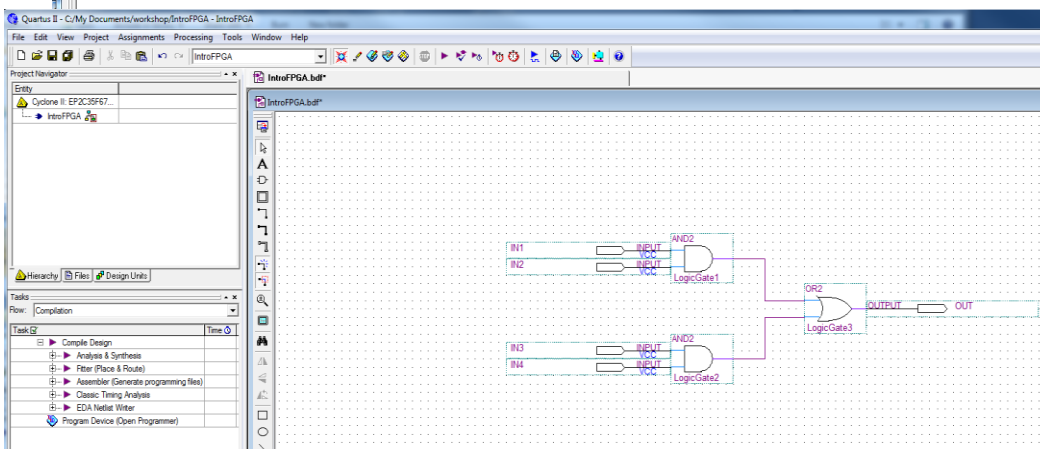 Quartus II - C:/My Documents/workshop/IntroFPGA - IntroFPGA
File Edit View Project Assignments Processing Tools Window Help
IntroFPGA
Project Navigator
Entity
Cyclone II: EP2C35F67...
IntroFPGA
Hierarchy Files Design Units
Tasks
Flow: Compilation
Task Time
Compile Design
Analysis & Synthesis
Fitter (Place & Route)
Assembler (Generate programming files)
Classic Timing Analysis
EDA Netlist Writer
Program Device (Open Programmer)
IntroFPGA.bdf*
IntroFPGA.bdf*
A
AND2
IN1 INPUT
VCC
IN2 INPUT
VCC
LogicGate1
OR2
OUTPUT OUT
LogicGate3
AND2
IN3 INPUT
VCC
IN4 INPUT
VCC
LogicGate2